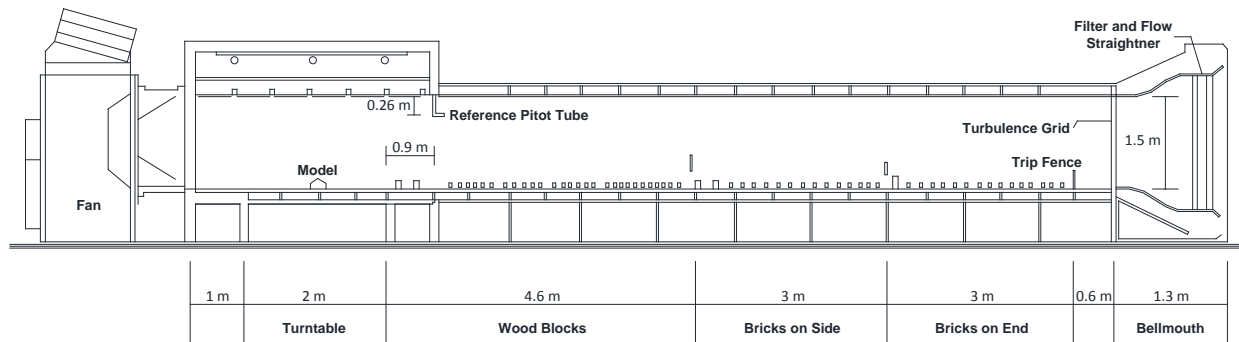 Filter and Flow
Straightner
0.26 m
Reference Pitot Tube
Turbulence Grid
1.5 m
0.9 m
Model
Trip Fence
Fan
1 m
2 m
4.6 m
3 m
3 m
0.6 m
1.3 m
Turntable
Wood Blocks
Bricks on Side
Bricks on End
Bellmouth